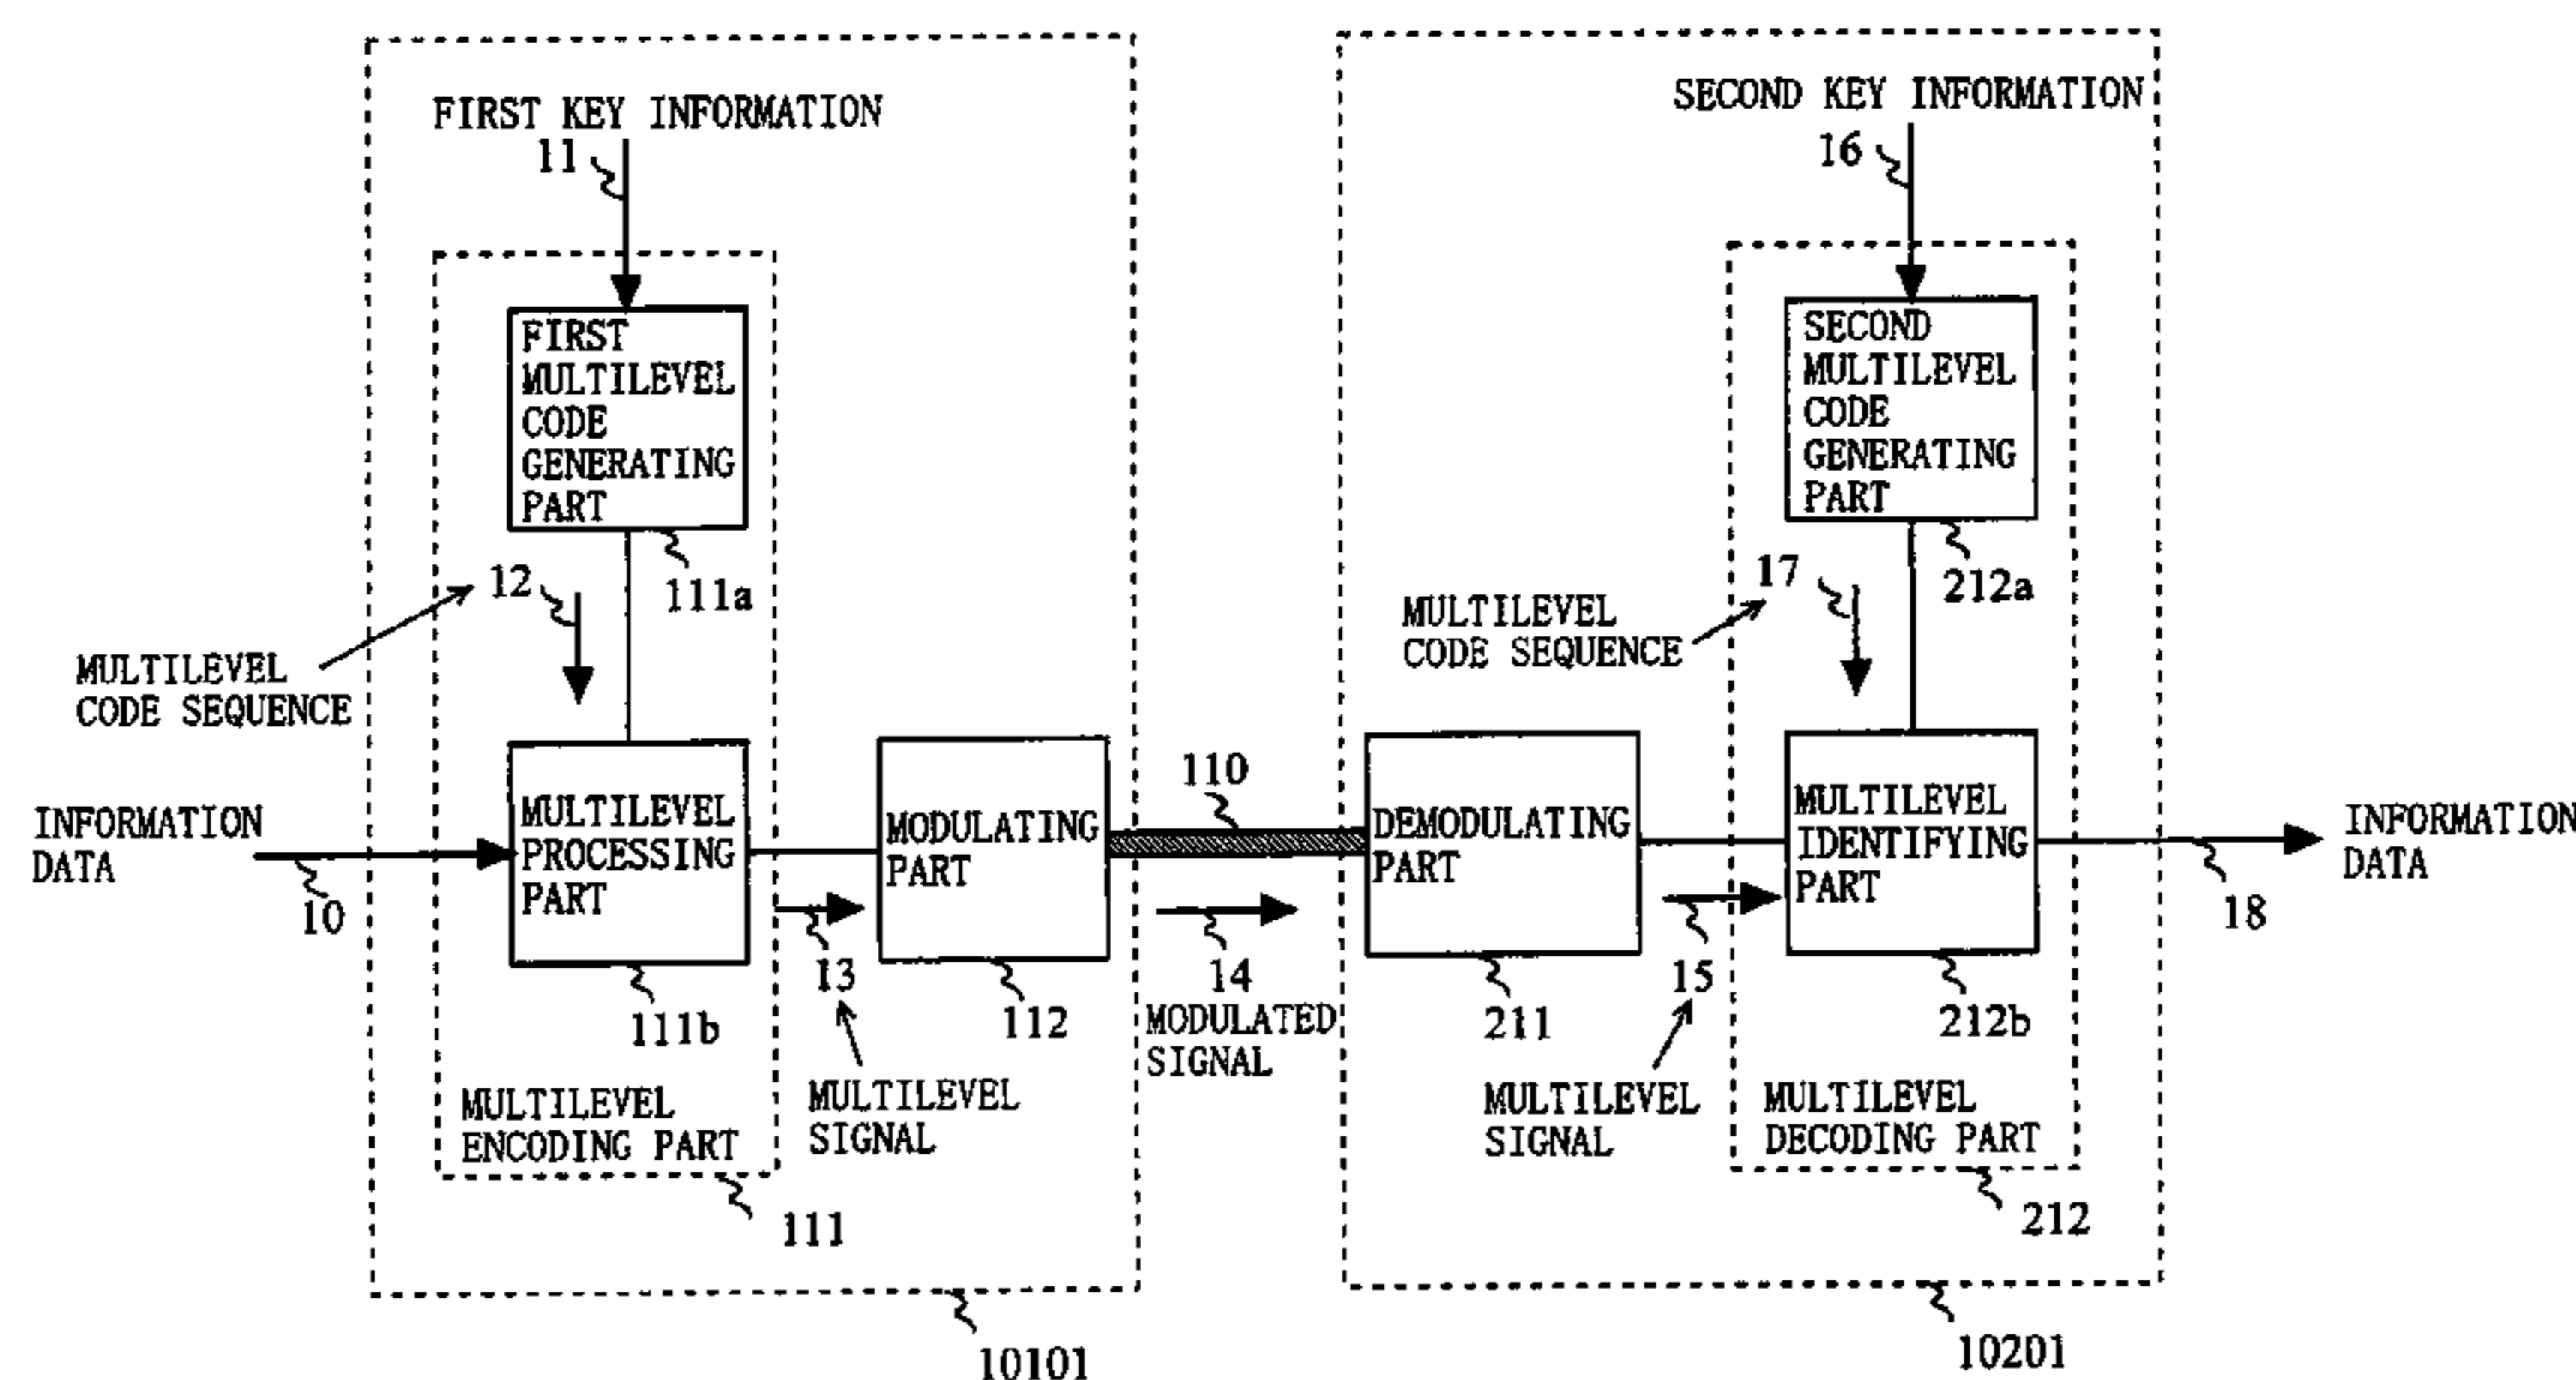 FIRST KEY INFORMATION
11
FIRST
MULTILEVEL
CODE
GENERATING
PART
111a
12
MULTILEVEL
CODE SEQUENCE
INFORMATION
DATA
10
MULTILEVEL
PROCESSING
PART
111b
13
MULTILEVEL
SIGNAL
MODULATING
PART
112
MULTILEVEL
ENCODING PART
111
10101
110
14
MODULATED
SIGNAL
SECOND KEY INFORMATION
16
SECOND
MULTILEVEL
CODE
GENERATING
PART
212a
17
MULTILEVEL
CODE SEQUENCE
DEMODULATING
PART
211
15
MULTILEVEL
SIGNAL
MULTILEVEL
IDENTIFYING
PART
212b
MULTILEVEL
DECODING PART
212
10201
18
INFORMATION
DATA